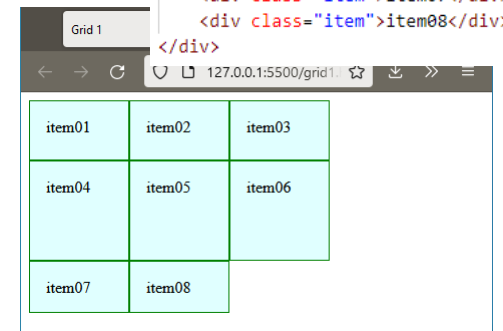 <div class="item">item08</div>
</div>
Grid 1
127.0.0.1:5500/grid1.
item01 item02 item03
item04 item05 item06
item07 item08